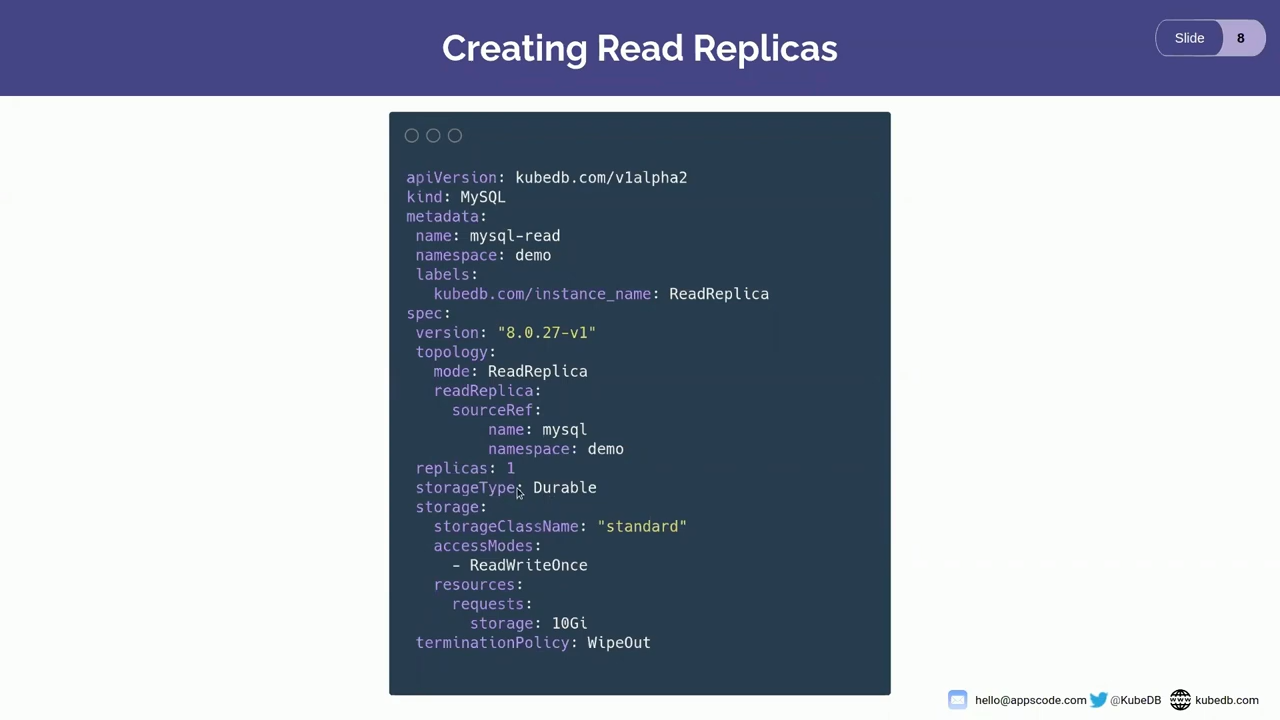 Creating Read Replicas
Slide 8
apiVersion: kubedb.com/v1alpha2
kind: MySQL
metadata:
 name: mysql-read
 namespace: demo
 labels:
   kubedb.com/instance_name: ReadReplica
spec:
 version: "8.0.27-v1"
 topology:
   mode: ReadReplica
   readReplica:
     sourceRef:
         name: mysql
         namespace: demo
 replicas: 1
 storageType: Durable
 storage:
   storageClassName: "standard"
   accessModes:
     - ReadWriteOnce
   resources:
     requests:
       storage: 10Gi
 terminationPolicy: WipeOut
hello@appscode.com @KubeDB kubedb.com